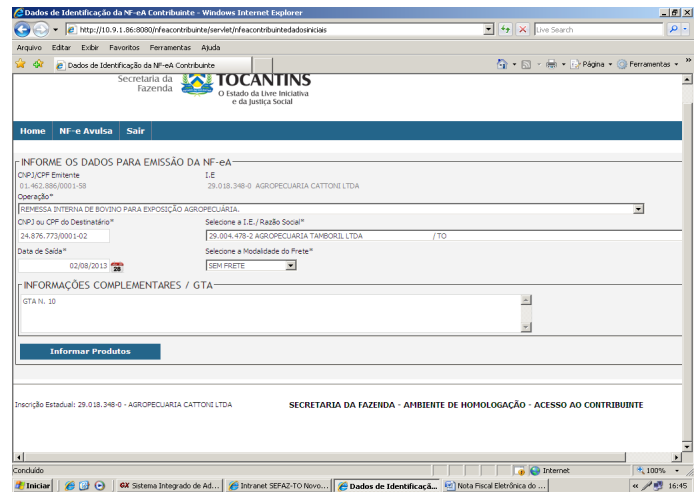 Dados de Identificação da NF-eA Contribuinte - Windows Internet Explorer
http://10.9.1.86:8080/nfeacontribuinte/servlet/nfeacontribuintedadosiniciais
Live Search
Arquivo Editar Exibir Favoritos Ferramentas Ajuda
Dados de Identificação da NF-eA Contribuinte
Página Ferramentas
Secretaria da
Fazenda
TOCANTINS
O Estado da Livre Iniciativa
e da Justiça Social
Home NF-e Avulsa Sair
INFORME OS DADOS PARA EMISSÃO DA NF-eA
CNPJ/CPF Emitente I.E
01.462.886/0001-58 29.018.348-0 AGROPECUARIA CATTONI LTDA
Operação*
REMESSA INTERNA DE BOVINO PARA EXPOSIÇÃO AGROPECUÁRIA.
CNPJ ou CPF do Destinatário* Selecione a I.E./Razão Social*
24.876.773/0001-02 29.004.478-2 AGROPECUARIA TAMBORIL LTDA /TO
Data de Saída* Selecione a Modalidade do Frete*
02/08/2013 SEM FRETE
INFORMAÇÕES COMPLEMENTARES / GTA
GTA N. 10
Informar Produtos
Inscrição Estadual: 29.018.348-0 - AGROPECUARIA CATTONI LTDA SECRETARIA DA FAZENDA - AMBIENTE DE HOMOLOGAÇÃO - ACESSO AO CONTRIBUINTE
Concluído Internet 100%
Iniciar GX Sistema Integrado de Ad... Intranet SEFAZ-TO Novo... Dados de Identificaçã... Nota Fiscal Eletrônica do ... 16:45